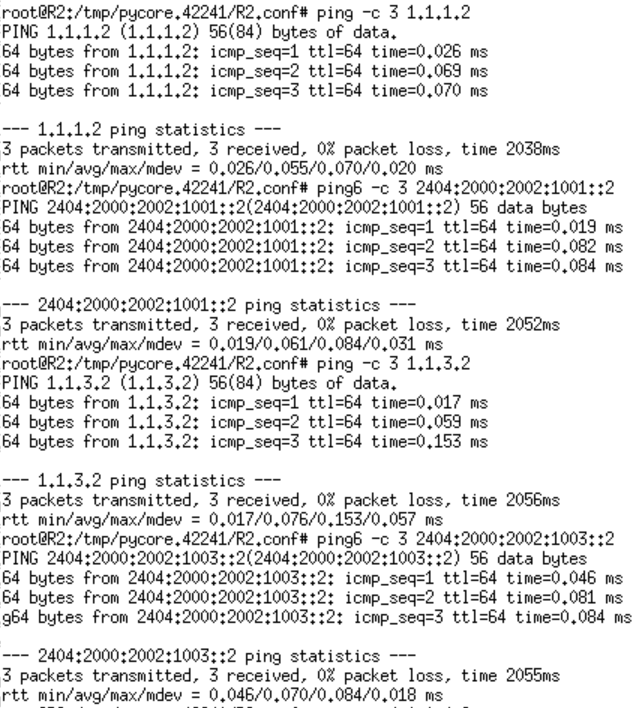 root@R2:/tmp/pycore.42241/R2.conf# ping -c 3 1.1.1.2
PING 1.1.1.2 (1.1.1.2) 56(84) bytes of data.
64 bytes from 1.1.1.2: icmp_seq=1 ttl=64 time=0.026 ms
64 bytes from 1.1.1.2: icmp_seq=2 ttl=64 time=0.069 ms
64 bytes from 1.1.1.2: icmp_seq=3 ttl=64 time=0.070 ms
--- 1.1.1.2 ping statistics ---
3 packets transmitted, 3 received, 0% packet loss, time 2038ms
rtt min/avg/max/mdev = 0.026/0.055/0.070/0.020 ms
root@R2:/tmp/pycore.42241/R2.conf# ping6 -c 3 2404:2000:2002:1001::2
PING 2404:2000:2002:1001::2(2404:2000:2002:1001::2) 56 data bytes
64 bytes from 2404:2000:2002:1001::2: icmp_seq=1 ttl=64 time=0.019 ms
64 bytes from 2404:2000:2002:1001::2: icmp_seq=2 ttl=64 time=0.082 ms
64 bytes from 2404:2000:2002:1001::2: icmp_seq=3 ttl=64 time=0.084 ms
--- 2404:2000:2002:1001::2 ping statistics ---
3 packets transmitted, 3 received, 0% packet loss, time 2052ms
rtt min/avg/max/mdev = 0.019/0.061/0.084/0.031 ms
root@R2:/tmp/pycore.42241/R2.conf# ping -c 3 1.1.3.2
PING 1.1.3.2 (1.1.3.2) 56(84) bytes of data.
64 bytes from 1.1.3.2: icmp_seq=1 ttl=64 time=0.017 ms
64 bytes from 1.1.3.2: icmp_seq=2 ttl=64 time=0.059 ms
64 bytes from 1.1.3.2: icmp_seq=3 ttl=64 time=0.153 ms
--- 1.1.3.2 ping statistics ---
3 packets transmitted, 3 received, 0% packet loss, time 2056ms
rtt min/avg/max/mdev = 0.017/0.076/0.153/0.057 ms
root@R2:/tmp/pycore.42241/R2.conf# ping6 -c 3 2404:2000:2002:1003::2
PING 2404:2000:2002:1003::2(2404:2000:2002:1003::2) 56 data bytes
64 bytes from 2404:2000:2002:1003::2: icmp_seq=1 ttl=64 time=0.046 ms
64 bytes from 2404:2000:2002:1003::2: icmp_seq=2 ttl=64 time=0.081 ms
g64 bytes from 2404:2000:2002:1003::2: icmp_seq=3 ttl=64 time=0.084 ms
--- 2404:2000:2002:1003::2 ping statistics ---
3 packets transmitted, 3 received, 0% packet loss, time 2055ms
rtt min/avg/max/mdev = 0.046/0.070/0.084/0.018 ms